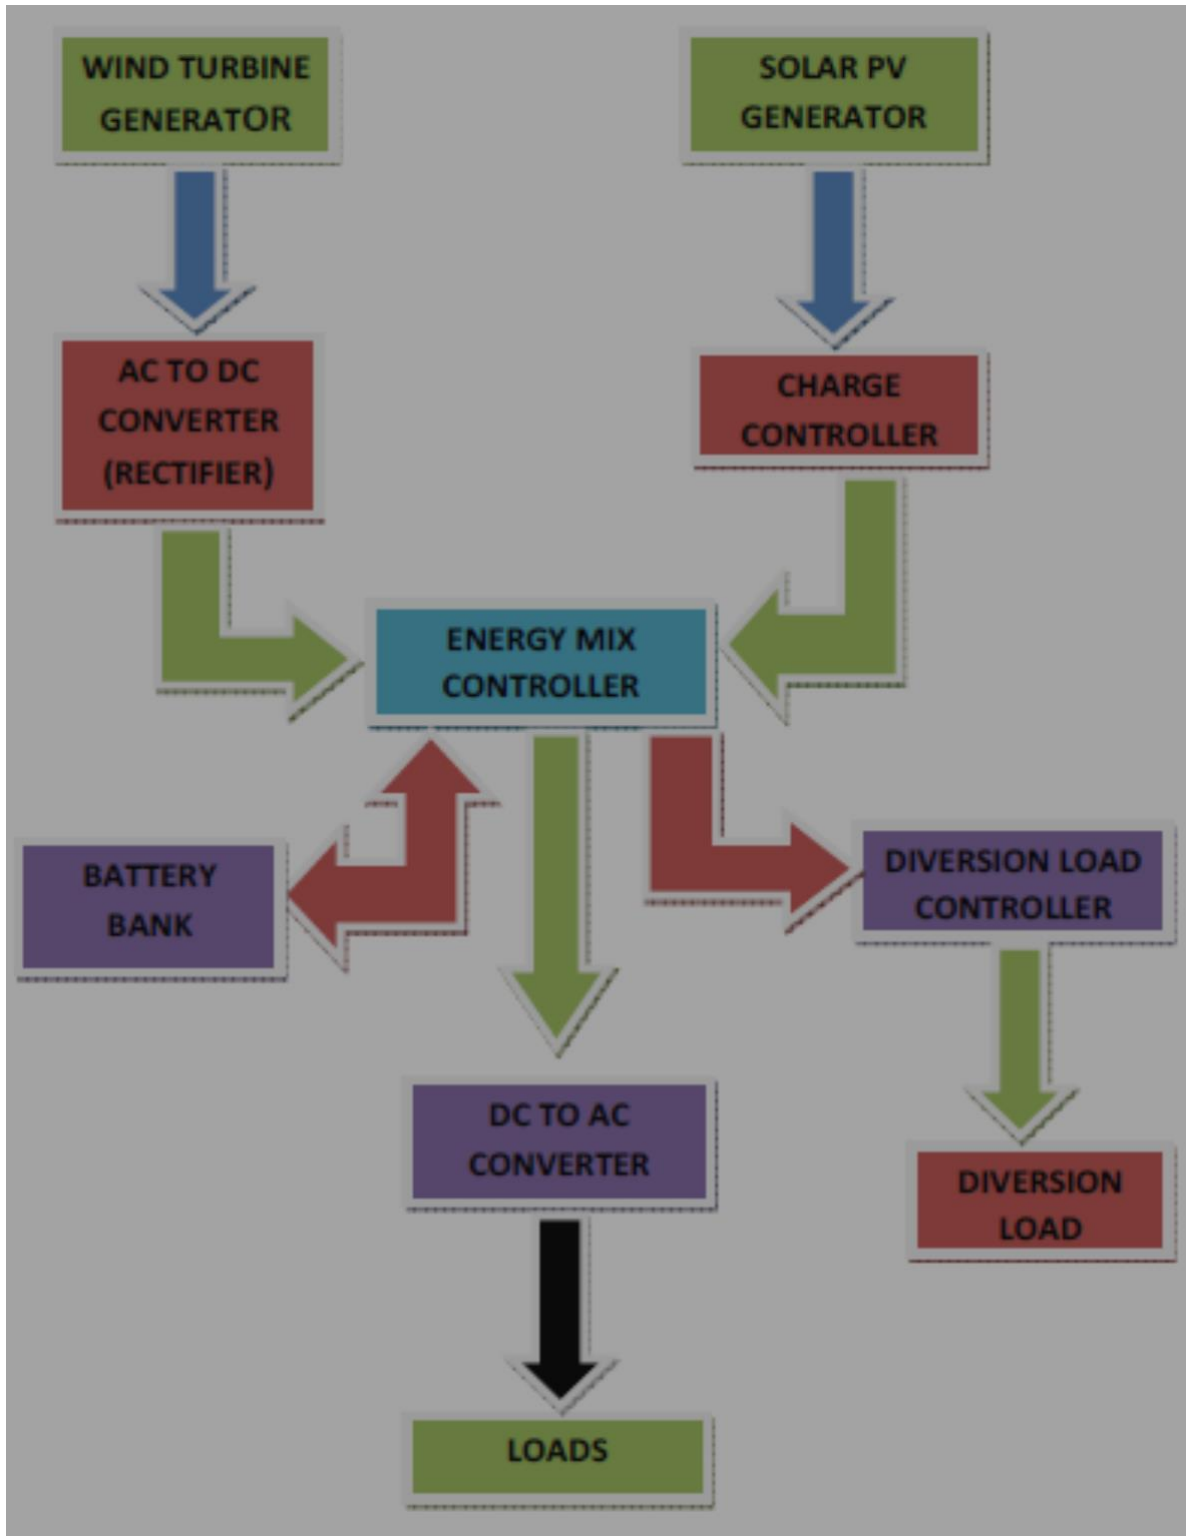 WIND TURBINE
GENERATOR
SOLAR PV
GENERATOR
AC TO DC
CONVERTER
(RECTIFIER)
CHARGE
CONTROLLER
ENERGY MIX
CONTROLLER
BATTERY
BANK
DIVERSION LOAD
CONTROLLER
DC TO AC
CONVERTER
DIVERSION
LOAD
LOADS